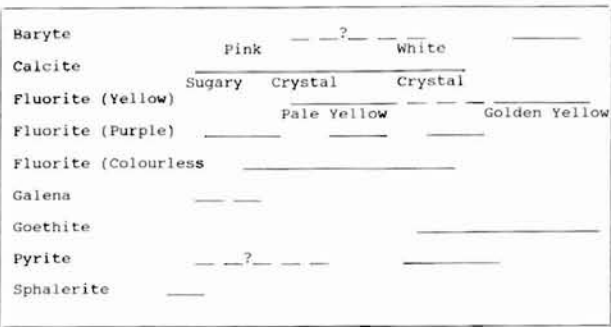 Baryte ?
Pink White
Calcite
Sugary Crystal Crystal
Fluorite (Yellow)
Pale Yellow Golden Yellow
Fluorite (Purple)
Fluorite (Colourless
Galena
Goethite
Pyrite ?
Sphalerite